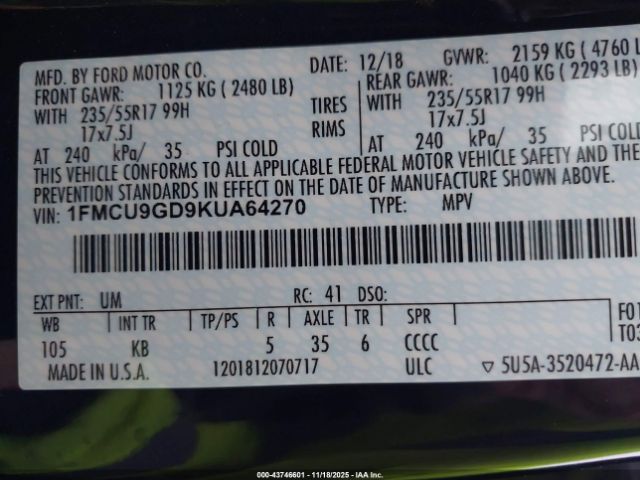 MFD. BY FORD MOTOR CO. DATE: 12/18 GVWR: 2159 KG (4760 L
FRONT GAWR: 1125 KG (2480 LB) REAR GAWR: 1040 KG (2293 LB)
WITH 235/55R17 99H TIRES WITH 235/55R17 99H
17x7.5J RIMS 17x7.5J
AT 240 kPa/ 35 PSI COLD AT 240 kPa/ 35 PSI COLD
THIS VEHICLE CONFORMS TO ALL APPLICABLE FEDERAL MOTOR VEHICLE SAFETY AND THE
PREVENTION STANDARDS IN EFFECT ON THE DATE OF MANUFACTURE SHOWN ABOVE.
VIN: 1FMCU9GD9KUA64270 TYPE: MPV
EXT PNT: UM RC: 41 DSO:
WB INT TR TP/PS R AXLE TR SPR F01
105 KB 5 35 6 CCCC T03
MADE IN U.S.A. 1201812070717 ULC ▽ 5U5A-3520472-AA
000-43746601 - 11/18/2025 - IAA Inc.